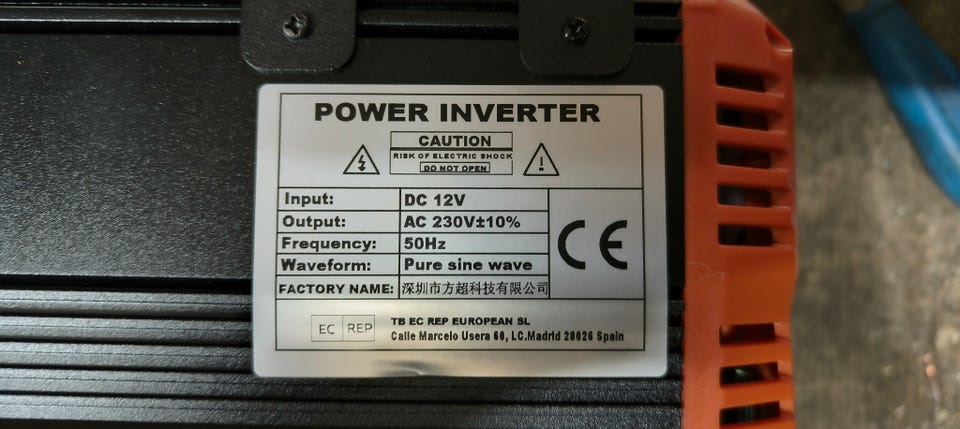 POWER INVERTER
CAUTION
RISK OF ELECTRIC SHOCK
DO NOT OPEN
Input: DC 12V
Output: AC 230V±10%
Frequency: 50Hz
Waveform: Pure sine wave
FACTORY NAME: 深圳市方超科技有限公司
CE
EC REP
TB EC REP EUROPEAN SL
Calle Marcelo Usera 60, LC.Madrid 28026 Spain